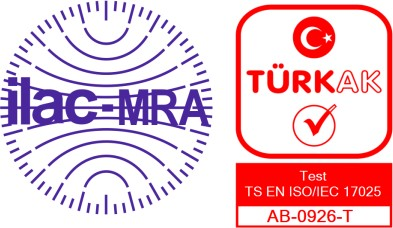 ilac-MRA
TÜRKAK
Test
TS EN ISO/IEC 17025
AB-0926-T